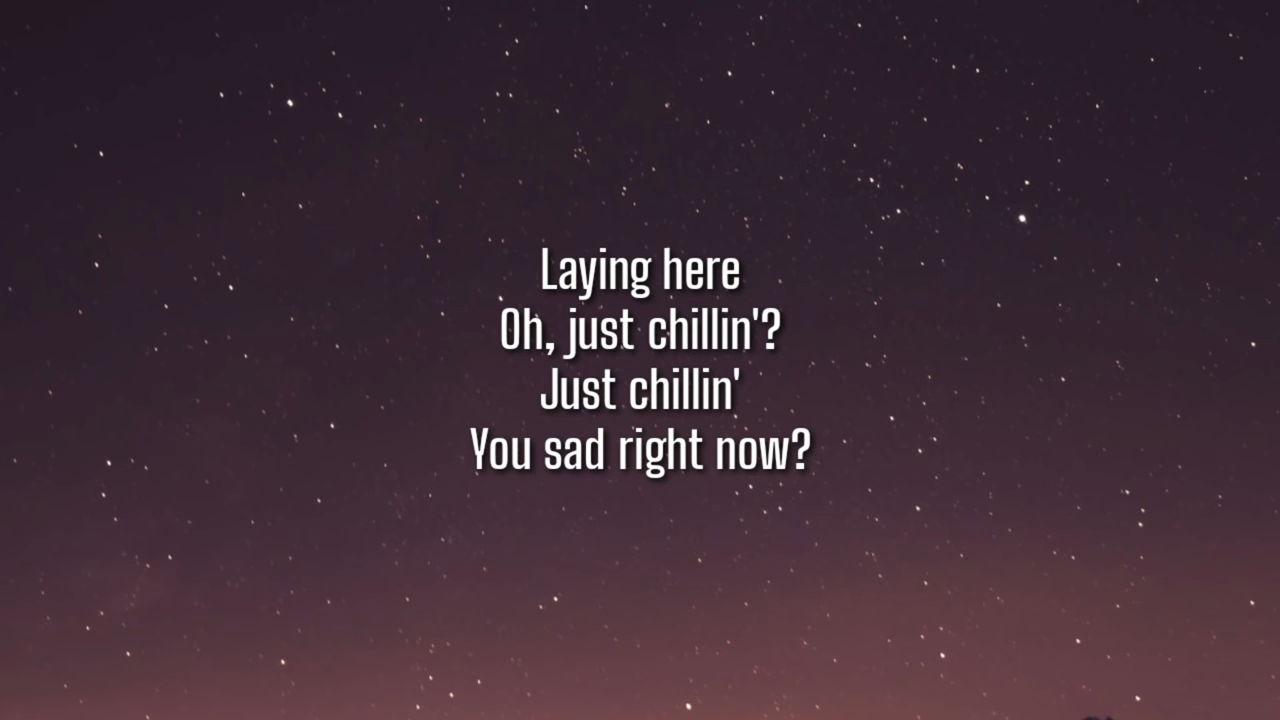 Laying here
Oh, just chillin'?
Just chillin'
You sad right now?